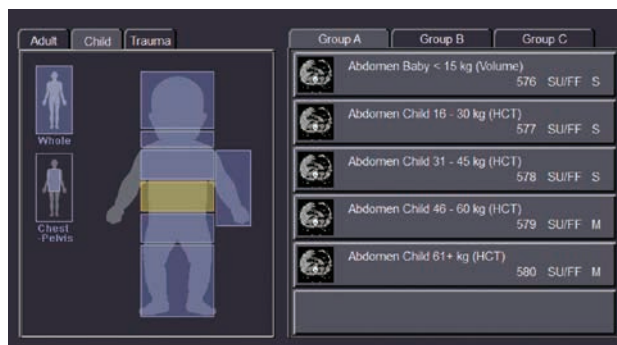 Adult Child Trauma
Group A Group B Group C
Whole
Chest
-Pelvis
Abdomen Baby < 15 kg (Volume)
576 SU/FF S
Abdomen Child 16 - 30 kg (HCT)
577 SU/FF S
Abdomen Child 31 - 45 kg (HCT)
578 SU/FF S
Abdomen Child 46 - 60 kg (HCT)
579 SU/FF M
Abdomen Child 61+ kg (HCT)
580 SU/FF M